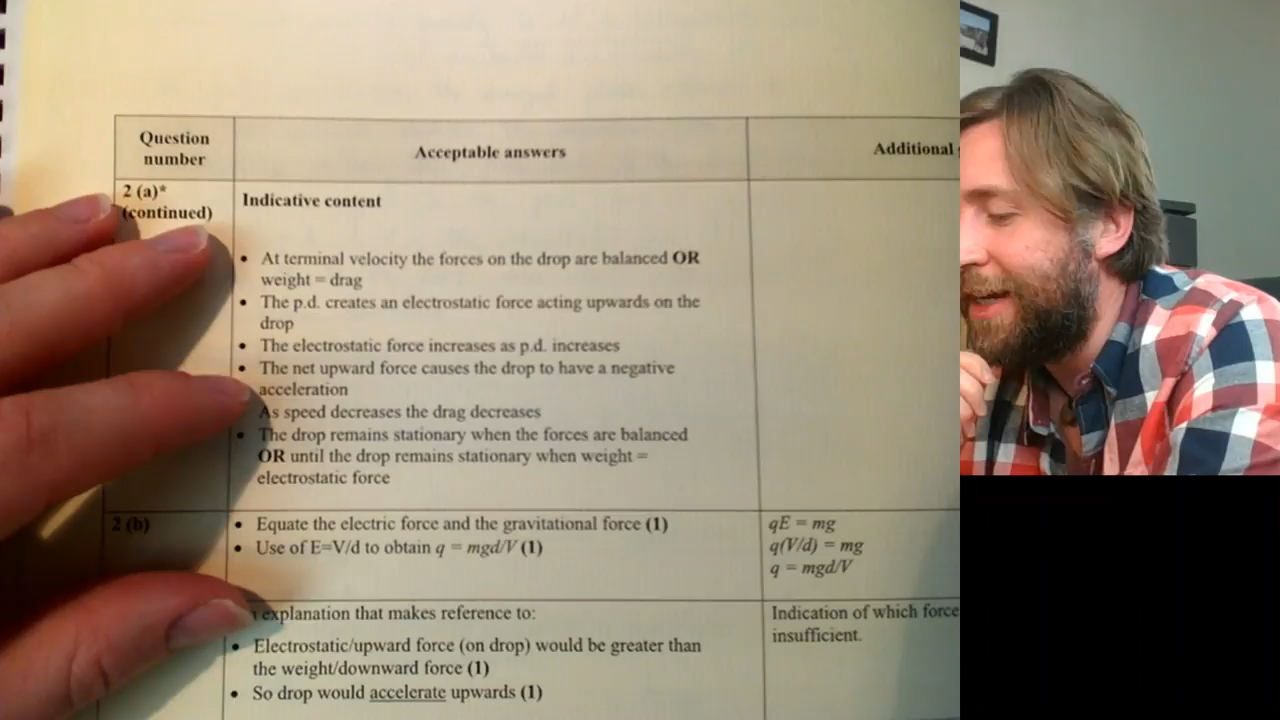 Question
number
Acceptable answers
Additional
2 (a)*
(continued)
Indicative content
• At terminal velocity the forces on the drop are balanced OR
weight = drag
• The p.d. creates an electrostatic force acting upwards on the
drop
• The electrostatic force increases as p.d. increases
• The net upward force causes the drop to have a negative
acceleration
As speed decreases the drag decreases
• The drop remains stationary when the forces are balanced
OR until the drop remains stationary when weight =
electrostatic force
2 (b)
• Equate the electric force and the gravitational force (1)
• Use of E=V/d to obtain q = mgd/V (1)
qE = mg
q(V/d) = mg
q = mgd/V
explanation that makes reference to:
• Electrostatic/upward force (on drop) would be greater than
the weight/downward force (1)
• So drop would accelerate upwards (1)
Indication of which force
insufficient.